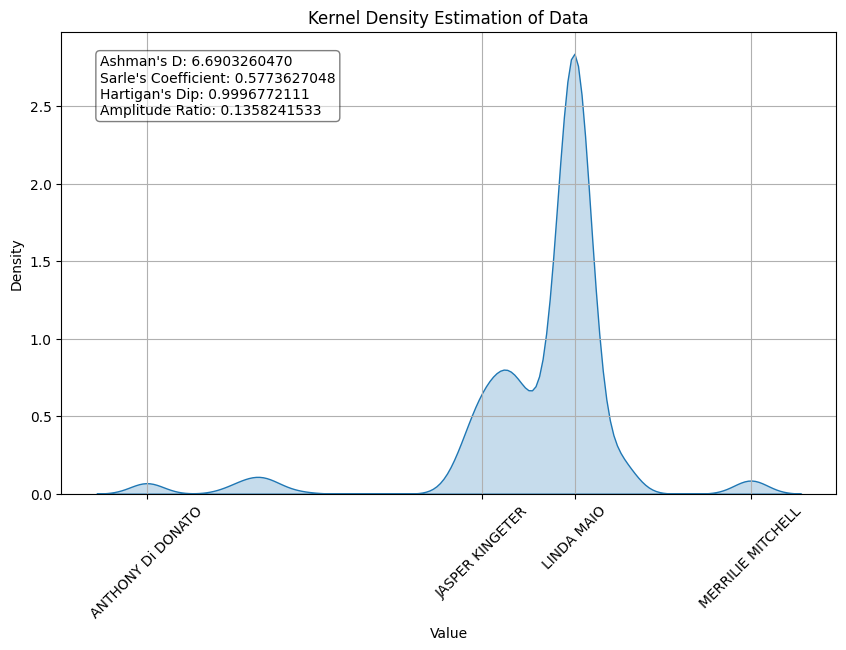 Kernel Density Estimation of Data
Ashman's D: 6.6903260470
Sarle's Coefficient: 0.5773627048
Hartigan's Dip: 0.9996772111
Amplitude Ratio: 0.1358241533
Density
2.5
2.0
1.5
1.0
0.5
0.0
ANTHONY Di DONATO
JASPER KINGETER
LINDA MAIO
MERRILIE MITCHELL
Value